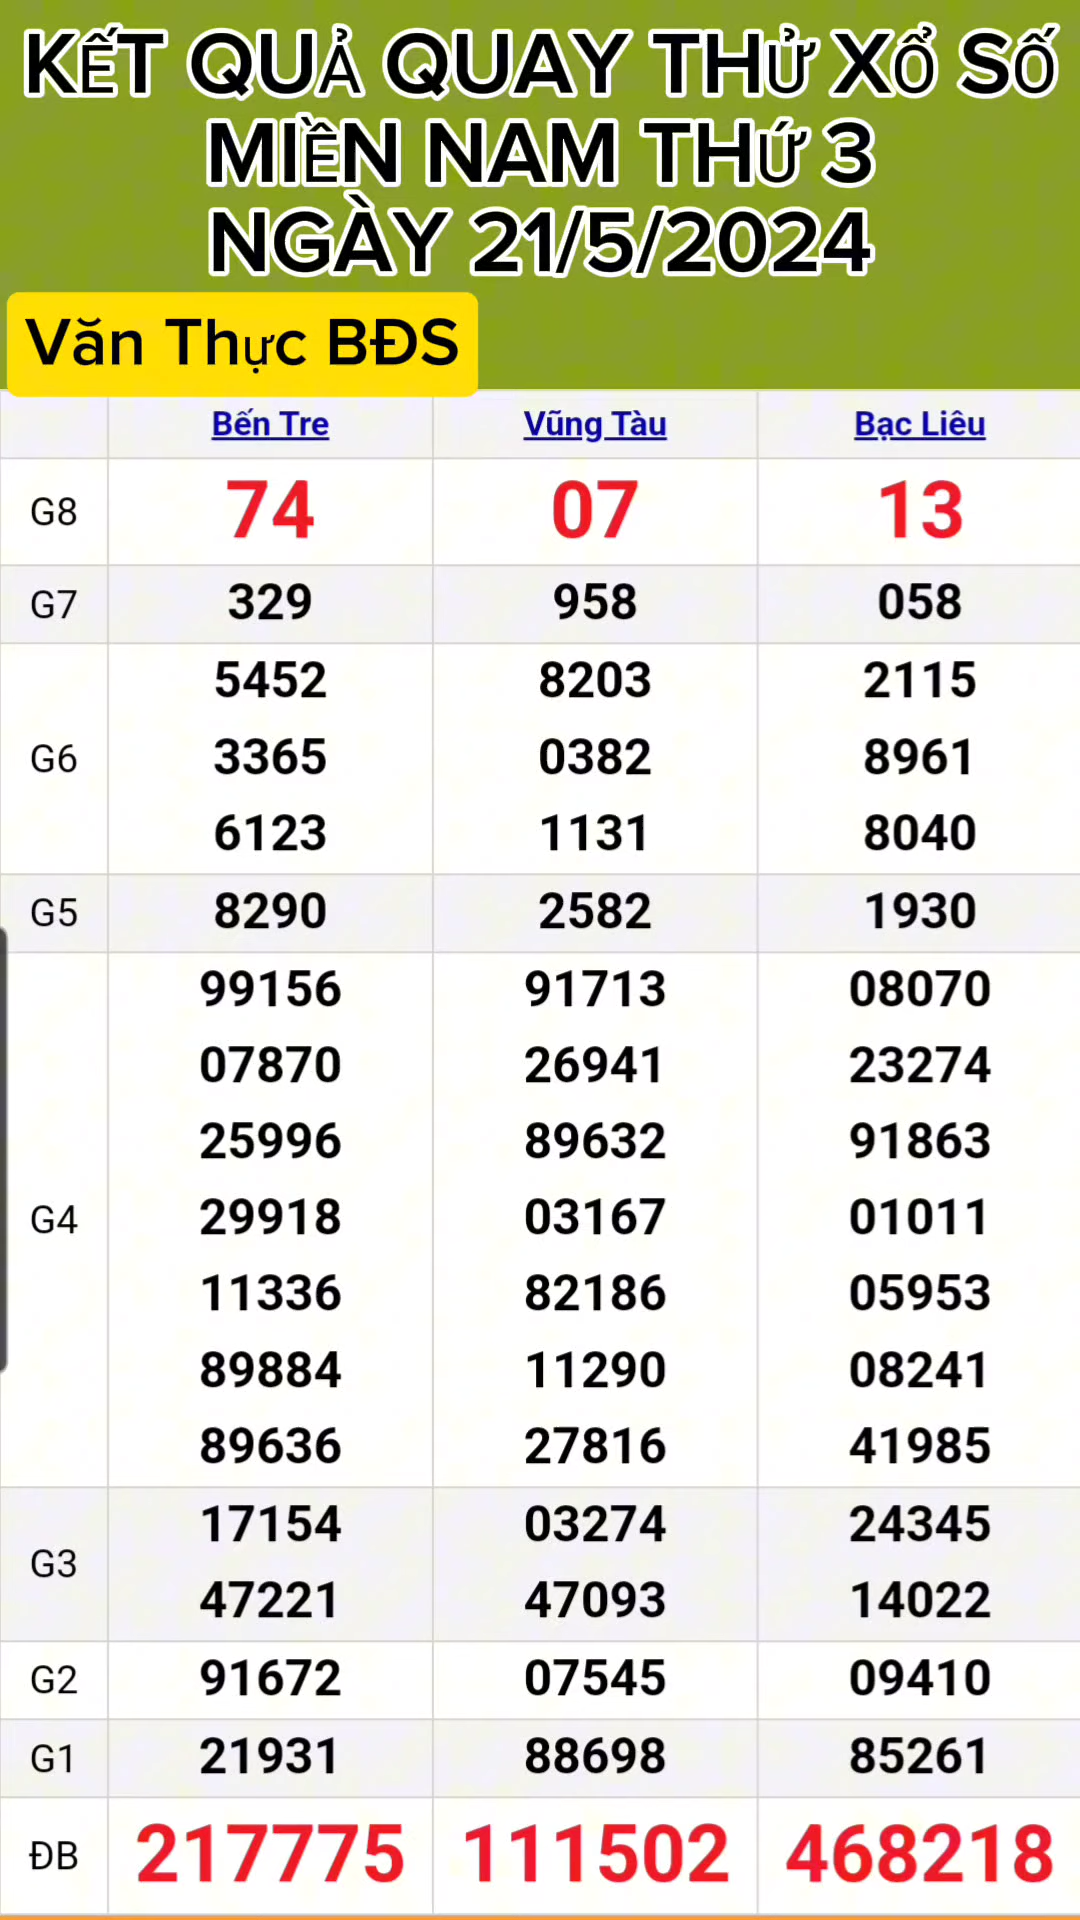 KẾT QUẢ QUAY THỬ XỔ SỐ
MIỀN NAM THỨ 3
NGÀY 21/5/2024
Văn Thực BĐS
Bến Tre Vũng Tàu Bạc Liêu
G8 74 07 13
G7 329 958 058
5452 8203 2115
G6 3365 0382 8961
6123 1131 8040
G5 8290 2582 1930
99156 91713 08070
07870 26941 23274
25996 89632 91863
G4 29918 03167 01011
11336 82186 05953
89884 11290 08241
89636 27816 41985
17154 03274 24345
G3
47221 47093 14022
G2 91672 07545 09410
G1 21931 88698 85261
ĐB 217775 111502 468218